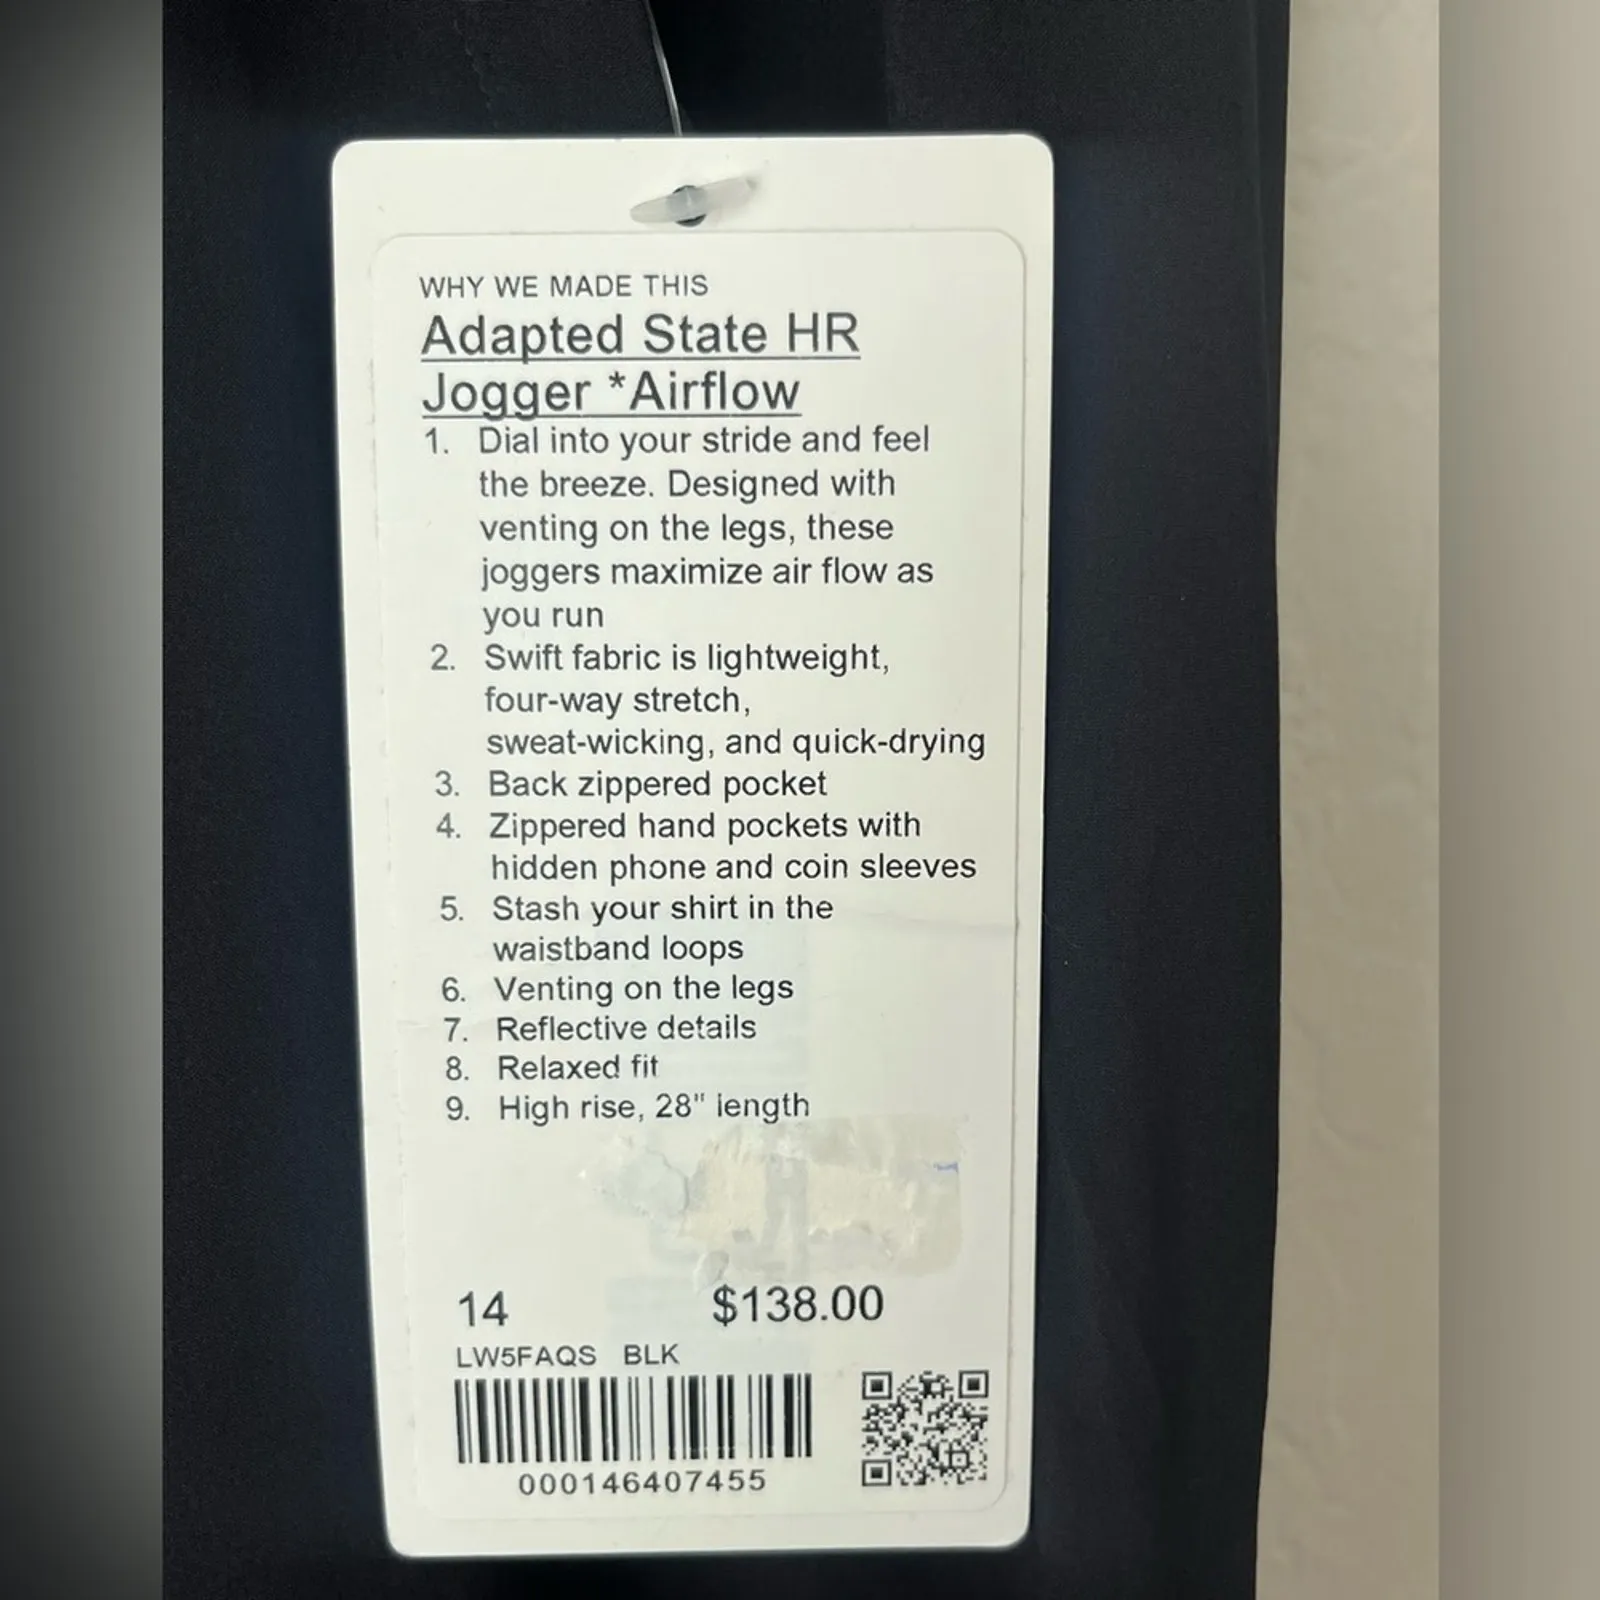 WHY WE MADE THIS
Adapted State HR
Jogger *Airflow
1. Dial into your stride and feel
the breeze. Designed with
venting on the legs, these
joggers maximize air flow as
you run
2. Swift fabric is lightweight,
four-way stretch,
sweat-wicking, and quick-drying
3. Back zippered pocket
4. Zippered hand pockets with
hidden phone and coin sleeves
5. Stash your shirt in the
waistband loops
6. Venting on the legs
7. Reflective details
8. Relaxed fit
9. High rise, 28" length
14 $138.00
LW5FAQS BLK
000146407455